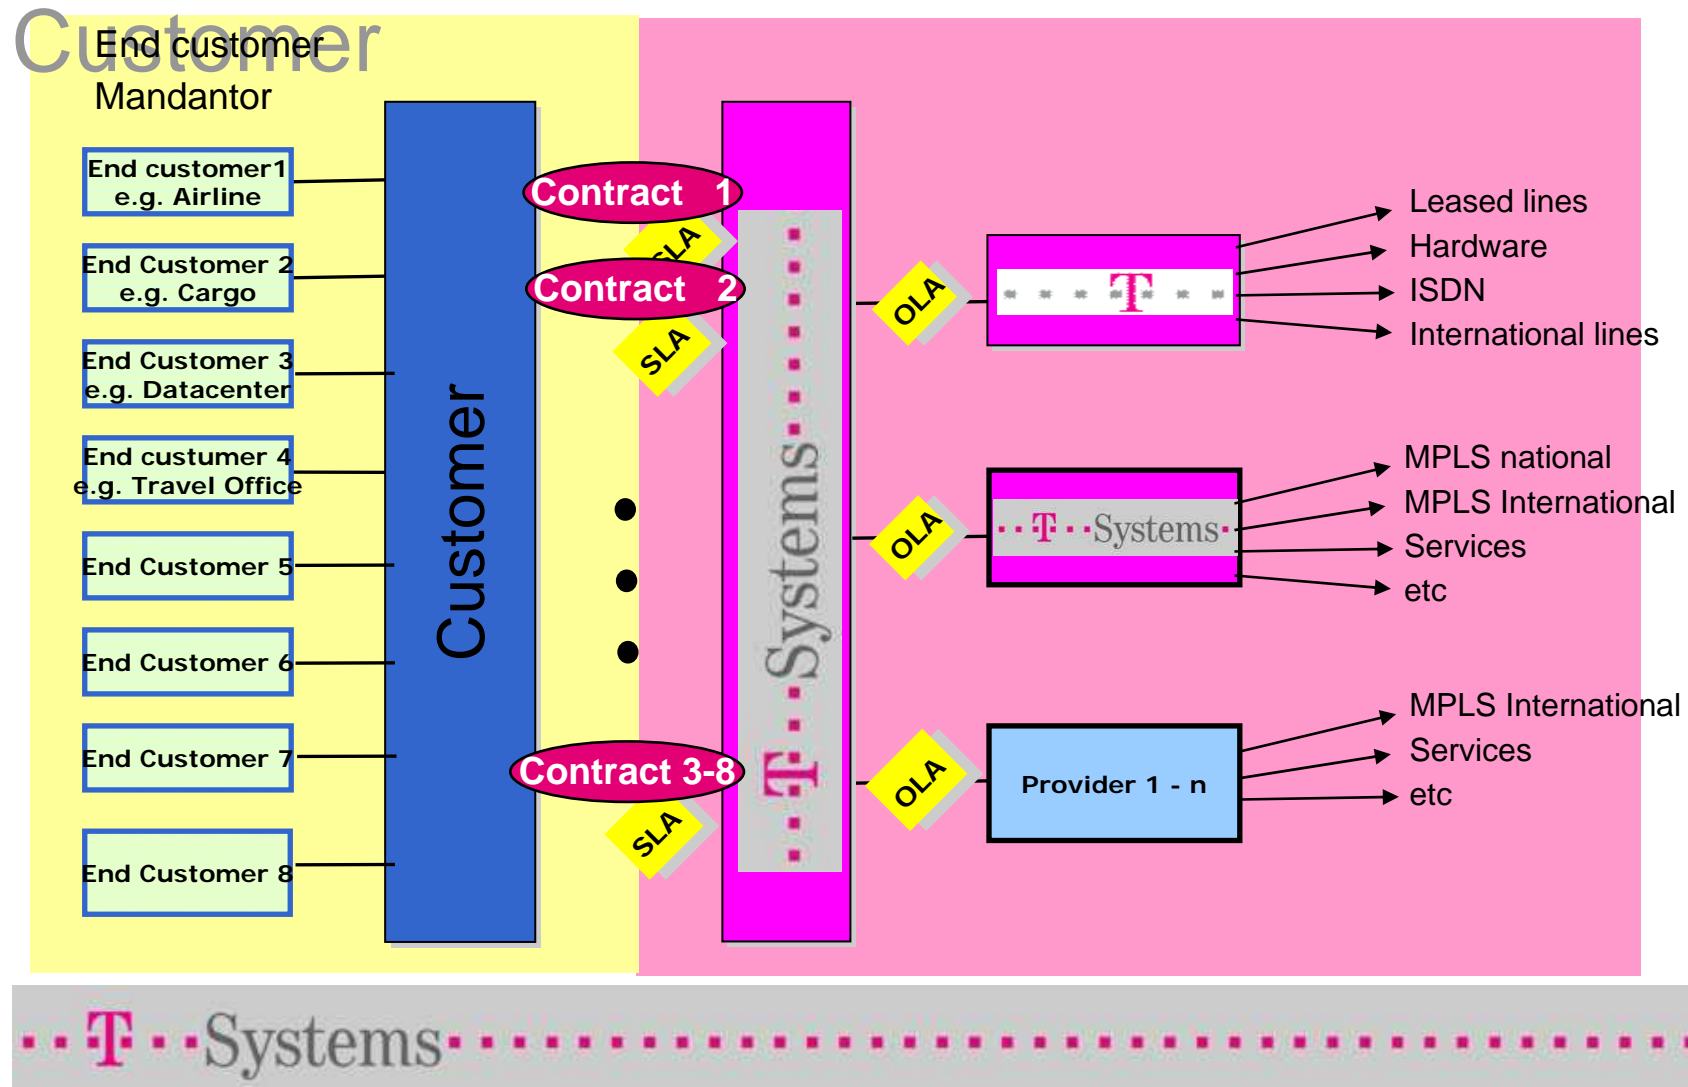 Customer
End customer
Mandantor
End customer1
e.g. Airline
End Customer 2
e.g. Cargo
End Customer 3
e.g. Datacenter
End custumer 4
e.g. Travel Office
End Customer 5
End Customer 6
End Customer 7
End Customer 8
Customer
Contract 1
SLA
Contract 2
SLA
Contract 3-8
SLA
T Systems
OLA
T
Leased lines
Hardware
ISDN
International lines
OLA
T Systems
MPLS national
MPLS International
Services
etc
OLA
Provider 1 - n
MPLS International
Services
etc
T Systems